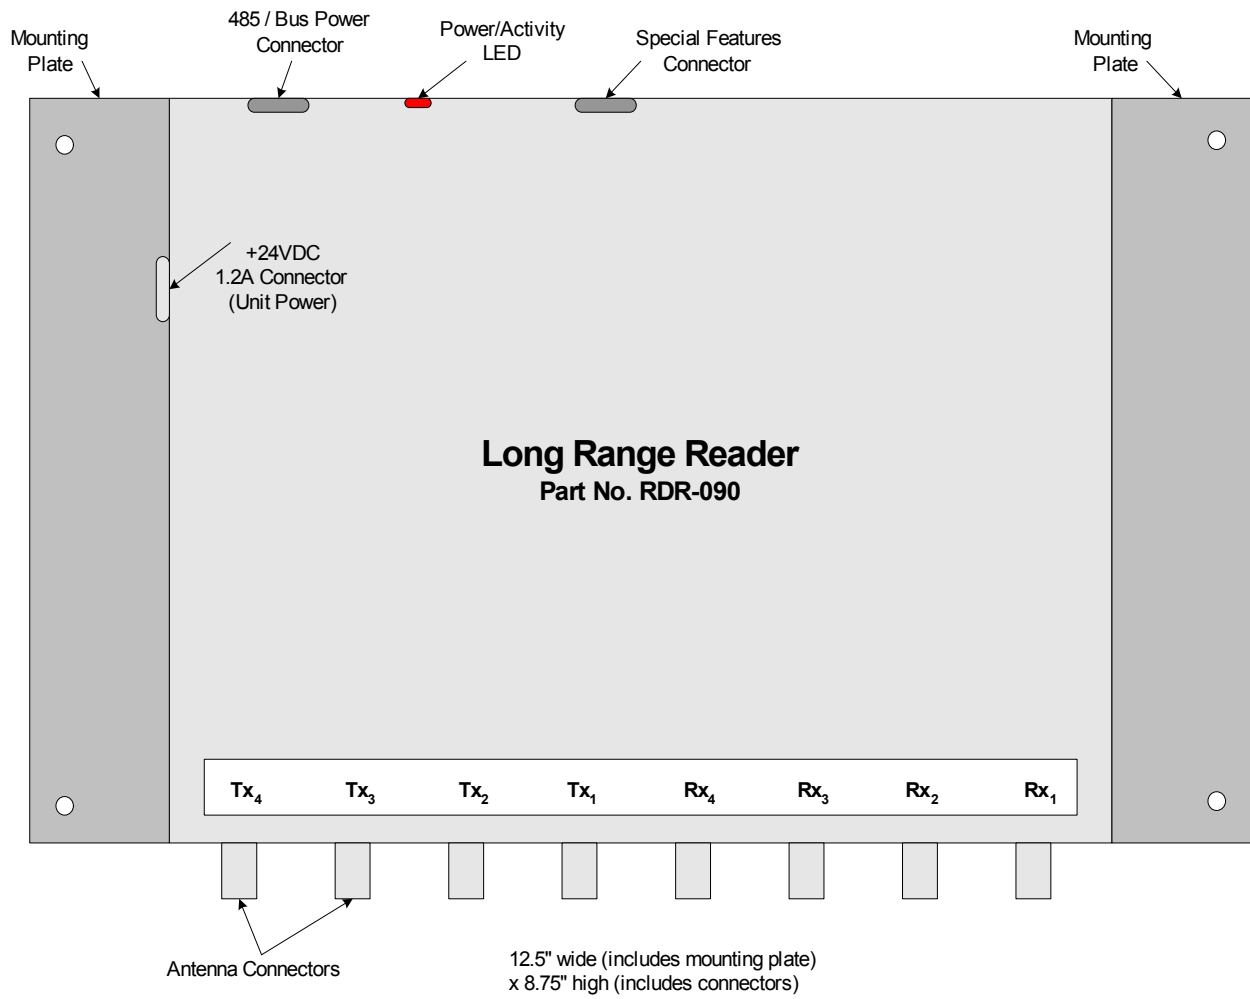 485 / Bus Power
Connector
Mounting
Plate
Power/Activity
LED
Special Features
Connector
Mounting
Plate
+24VDC
1.2A Connector
(Unit Power)
Long Range Reader
Part No. RDR-090
Tx4 Tx3 Tx2 Tx1 Rx4 Rx3 Rx2 Rx1
Antenna Connectors
12.5" wide (includes mounting plate)
x 8.75" high (includes connectors)